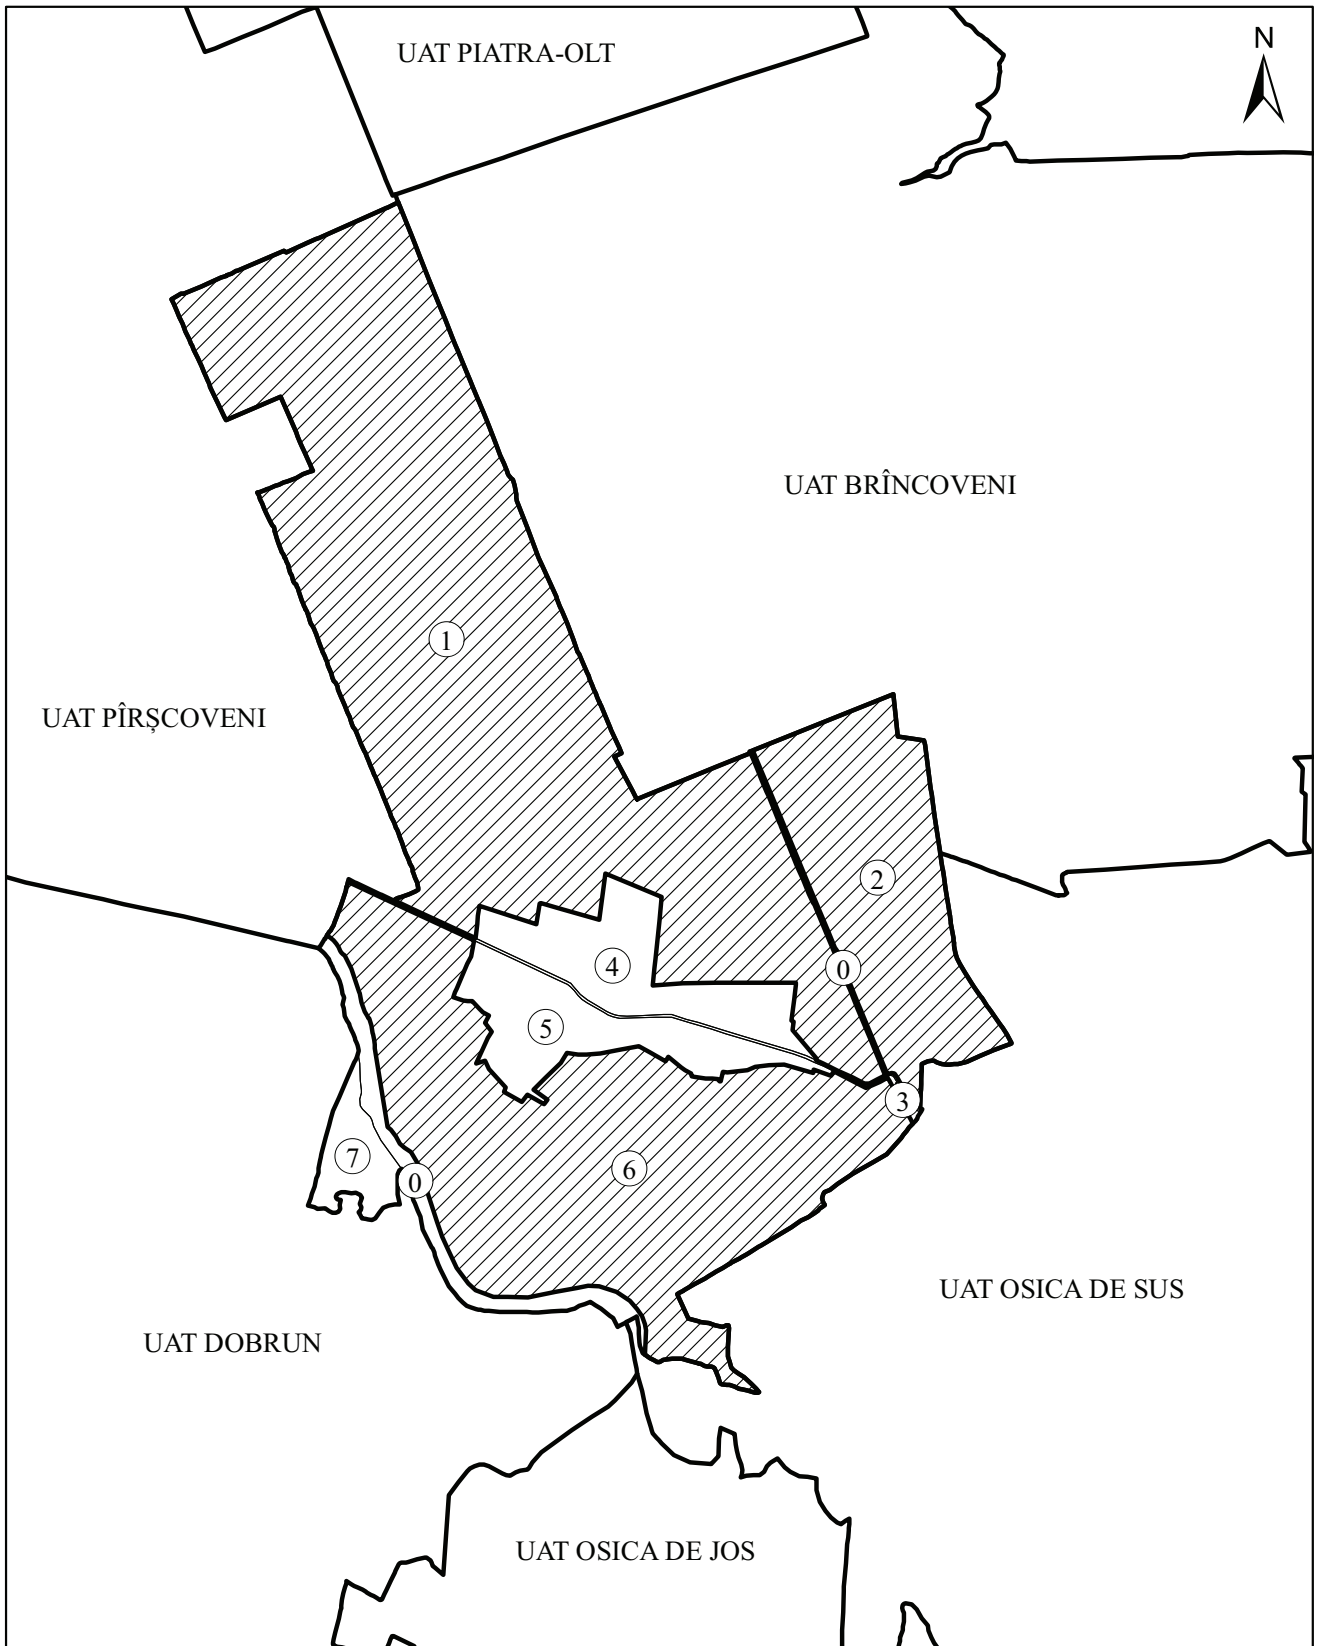 UAT PIATRA-OLT
N
UAT BRÎNCOVENI
1
UAT PÎRȘCOVENI
2
4
0
5
3
7
6
0
UAT OSICA DE SUS
UAT DOBRUN
UAT OSICA DE JOS